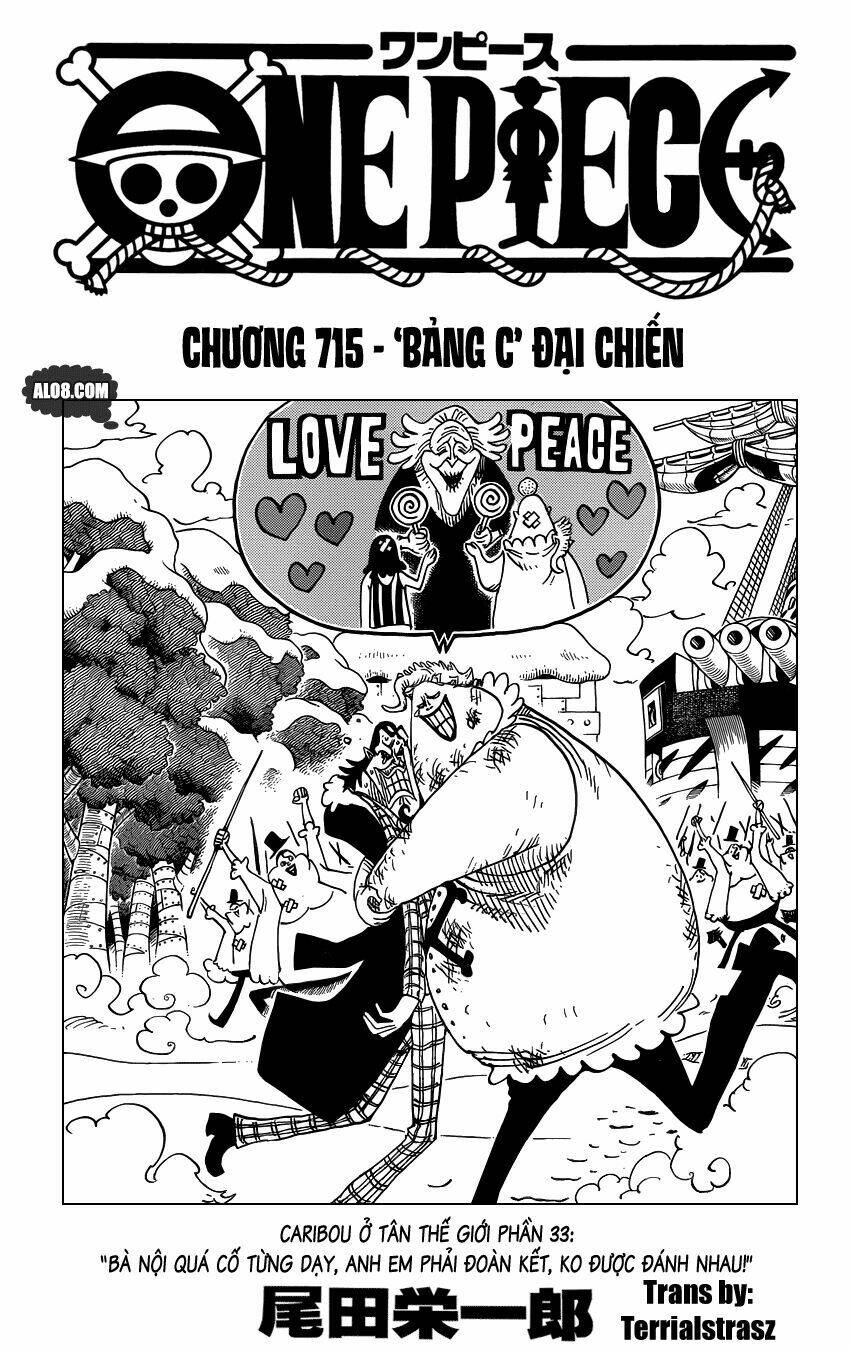 ワンピース
ONE PIECE
CHƯƠNG 715 - ‘BẢNG C’ ĐẠI CHIẾN
ALO8.COM
LOVE PEACE
CARIBOU Ở TÂN THẾ GIỚI PHẦN 33:
“BÀ NỘI QUÁ CỐ TỪNG DẠY, ANH EM PHẢI ĐOÀN KẾT, KO ĐƯỢC ĐÁNH NHAU!”
尾田栄一郎
Trans by:
Terrialstrasz